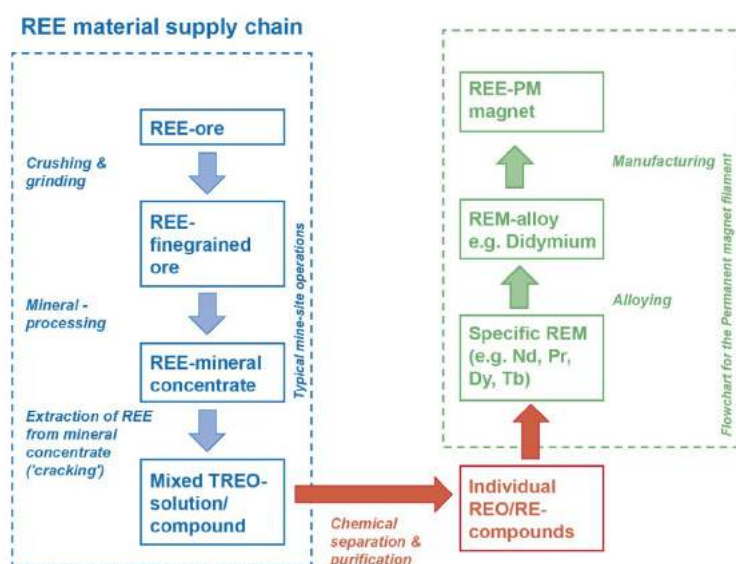 REE material supply chain
REE-ore
Crushing &
grinding
REE-
finegrained
ore
Mineral -
processing
REE-mineral
concentrate
Extraction of REE
from mineral
concentrate
('cracking')
Mixed TREO-
solution/
compound
Typical mine-site operations
Chemical
separation &
purification
Individual
REO/RE-
compounds
Specific REM
(e.g. Nd, Pr,
Dy, Tb)
Alloying
REM-alloy
e.g. Didymium
Manufacturing
REE-PM
magnet
Flowchart for the Permanent magnet filament